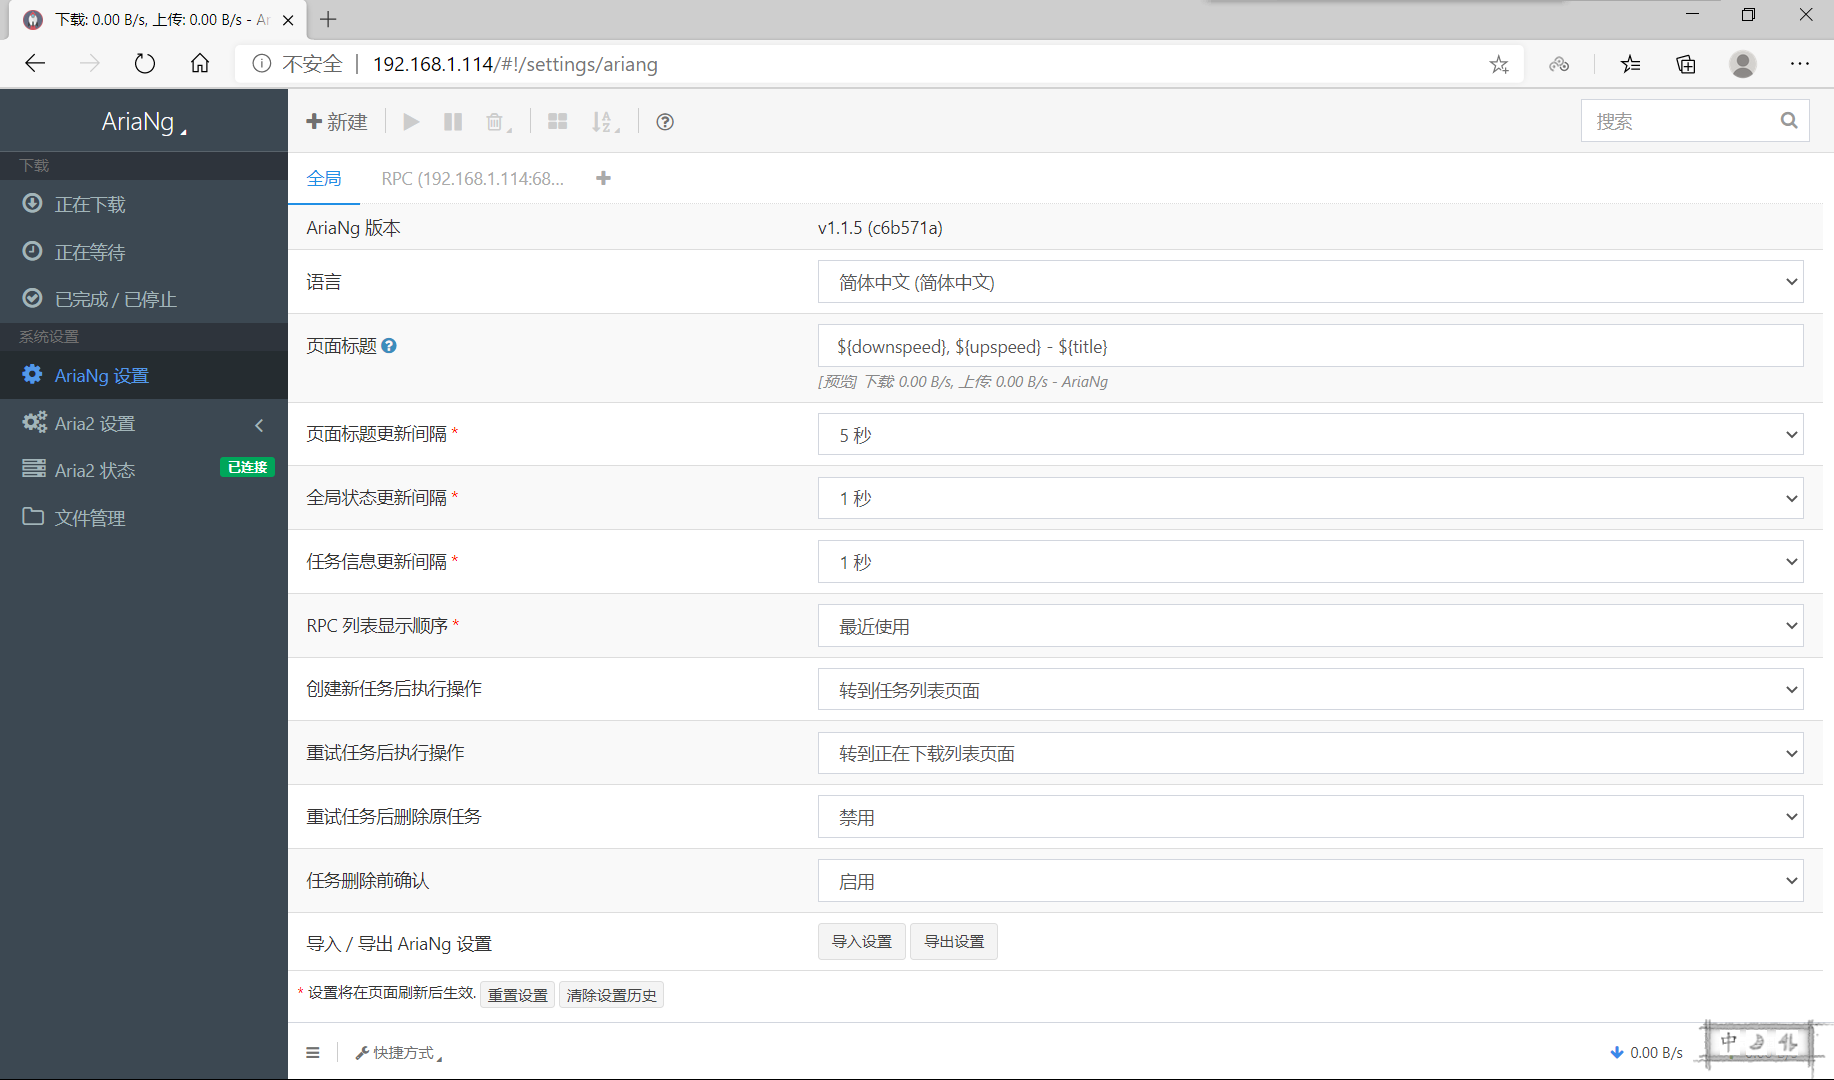 下载: 0.00 B/s, 上传: 0.00 B/s - Ar
不安全 | 192.168.1.114/#!/settings/ariang
AriaNg
新建
搜索
下载
正在下载
正在等待
已完成 / 已停止
系统设置
AriaNg 设置
Aria2 设置
Aria2 状态 已连接
文件管理
全局 RPC (192.168.1.114:68...
AriaNg 版本 v1.1.5 (c6b571a)
语言 简体中文 (简体中文)
页面标题 ${downspeed}, ${upspeed} - ${title}
[预览] 下载: 0.00 B/s, 上传: 0.00 B/s - AriaNg
页面标题更新间隔 * 5 秒
全局状态更新间隔 * 1 秒
任务信息更新间隔 * 1 秒
RPC 列表显示顺序 * 最近使用
创建新任务后执行操作 转到任务列表页面
重试任务后执行操作 转到正在下载列表页面
重试任务后删除原任务 禁用
任务删除前确认 启用
导入 / 导出 AriaNg 设置 导入设置 导出设置
* 设置将在页面刷新后生效. 重置设置 清除设置历史
快捷方式 0.00 B/s
中